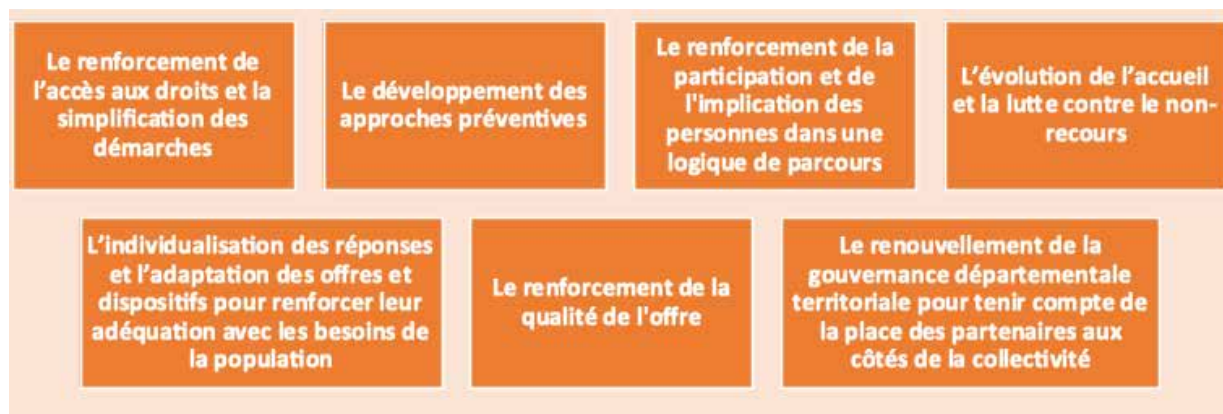 Le renforcement de
l’accès aux droits et la
simplification des
démarches
Le développement des
approches préventives
Le renforcement de la
participation et de
l'implication des
personnes dans une
logique de parcours
L’évolution de l’accueil
et la lutte contre le non-
recours
L’individualisation des réponses
et l’adaptation des offres et
dispositifs pour renforcer leur
adéquation avec les besoins de
la population
Le renforcement de la
qualité de l'offre
Le renouvellement de la
gouvernance départementale
territoriale pour tenir compte de
la place des partenaires aux
côtés de la collectivité